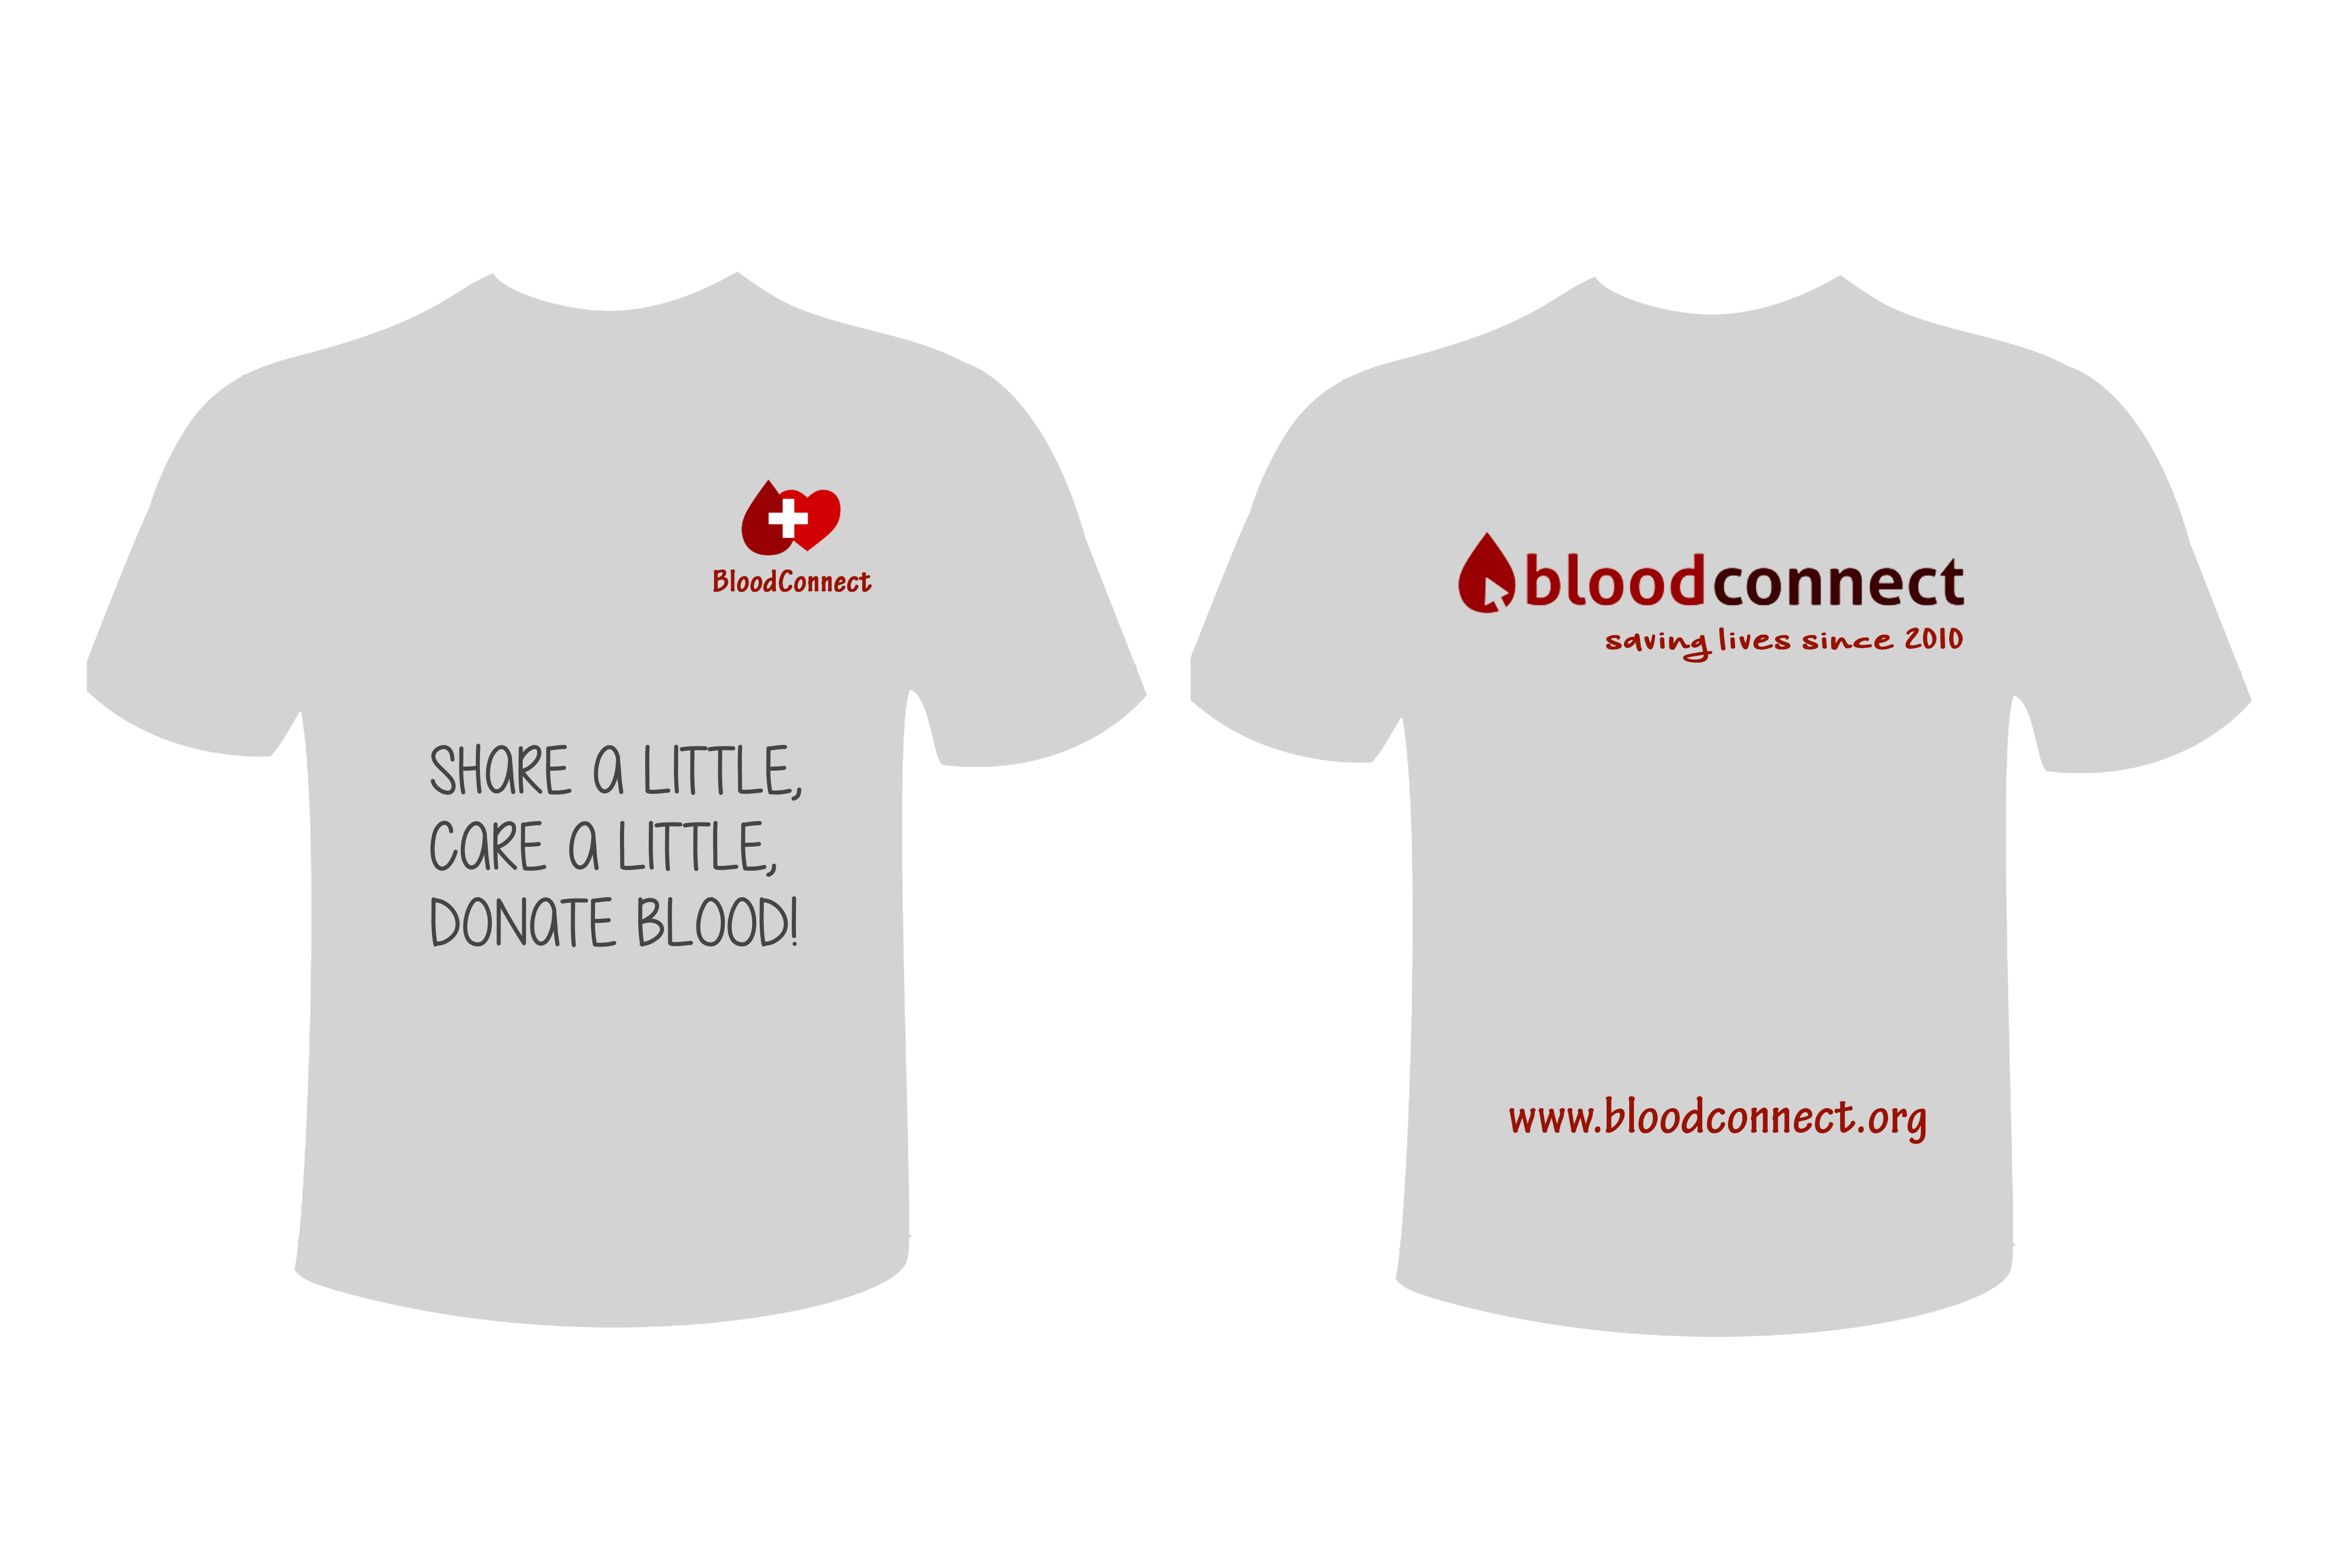 BloodConnect
SHARE a LITTLE,
CARE a LITTLE,
DONATE BLOOD!
bloodconnect
saving lives since 2010
www.bloodconnect.org